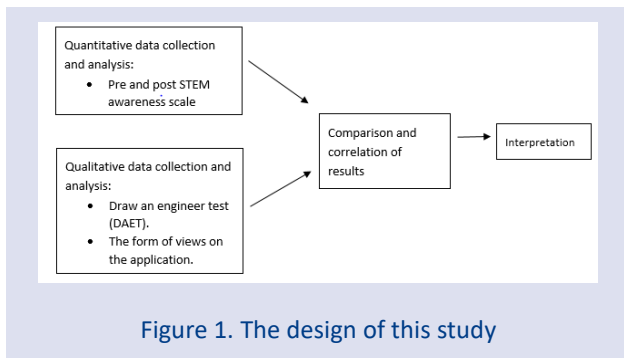 Quantitative data collection
and analysis:
• Pre and post STEM
awareness scale
Qualitative data collection and
analysis:
• Draw an engineer test
(DAET).
• The form of views on
the application.
Comparison and
correlation of
results
Interpretation
Figure 1. The design of this study